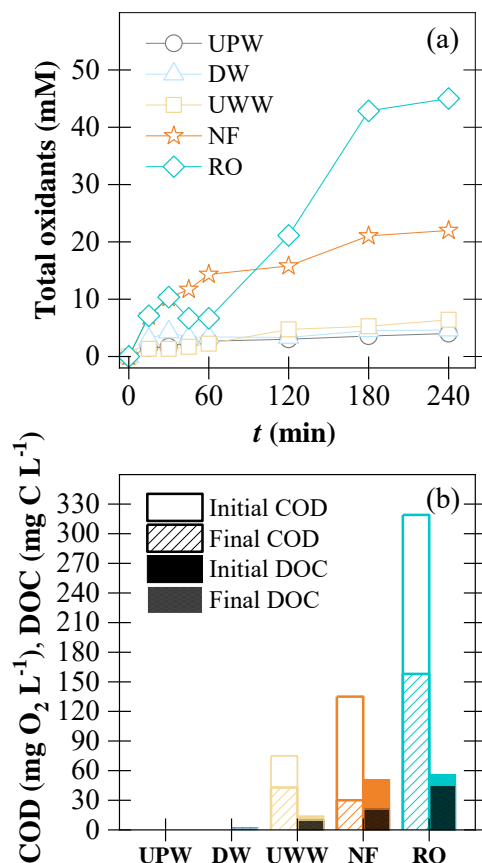 (a)
UPW
DW
UWW
NF
RO
Total oxidants (mM)
50
40
30
20
10
0
0 60 120 180 240
t (min)
(b)
Initial COD
Final COD
Initial DOC
Final DOC
COD (mg O₂ L⁻¹), DOC (mg C L⁻¹)
330
300
270
240
210
180
150
120
90
60
30
0
UPW DW UWW NF RO